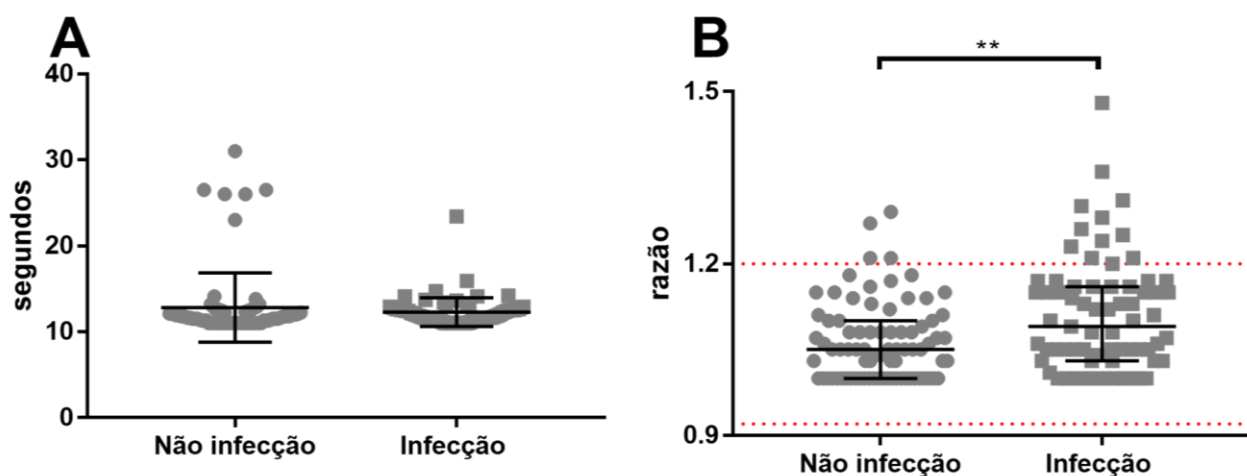 A
segundos
40
30
20
10
0
Não infecção
Infecção
B
**
razão
1.5
1.2
0.9
Não infecção
Infecção